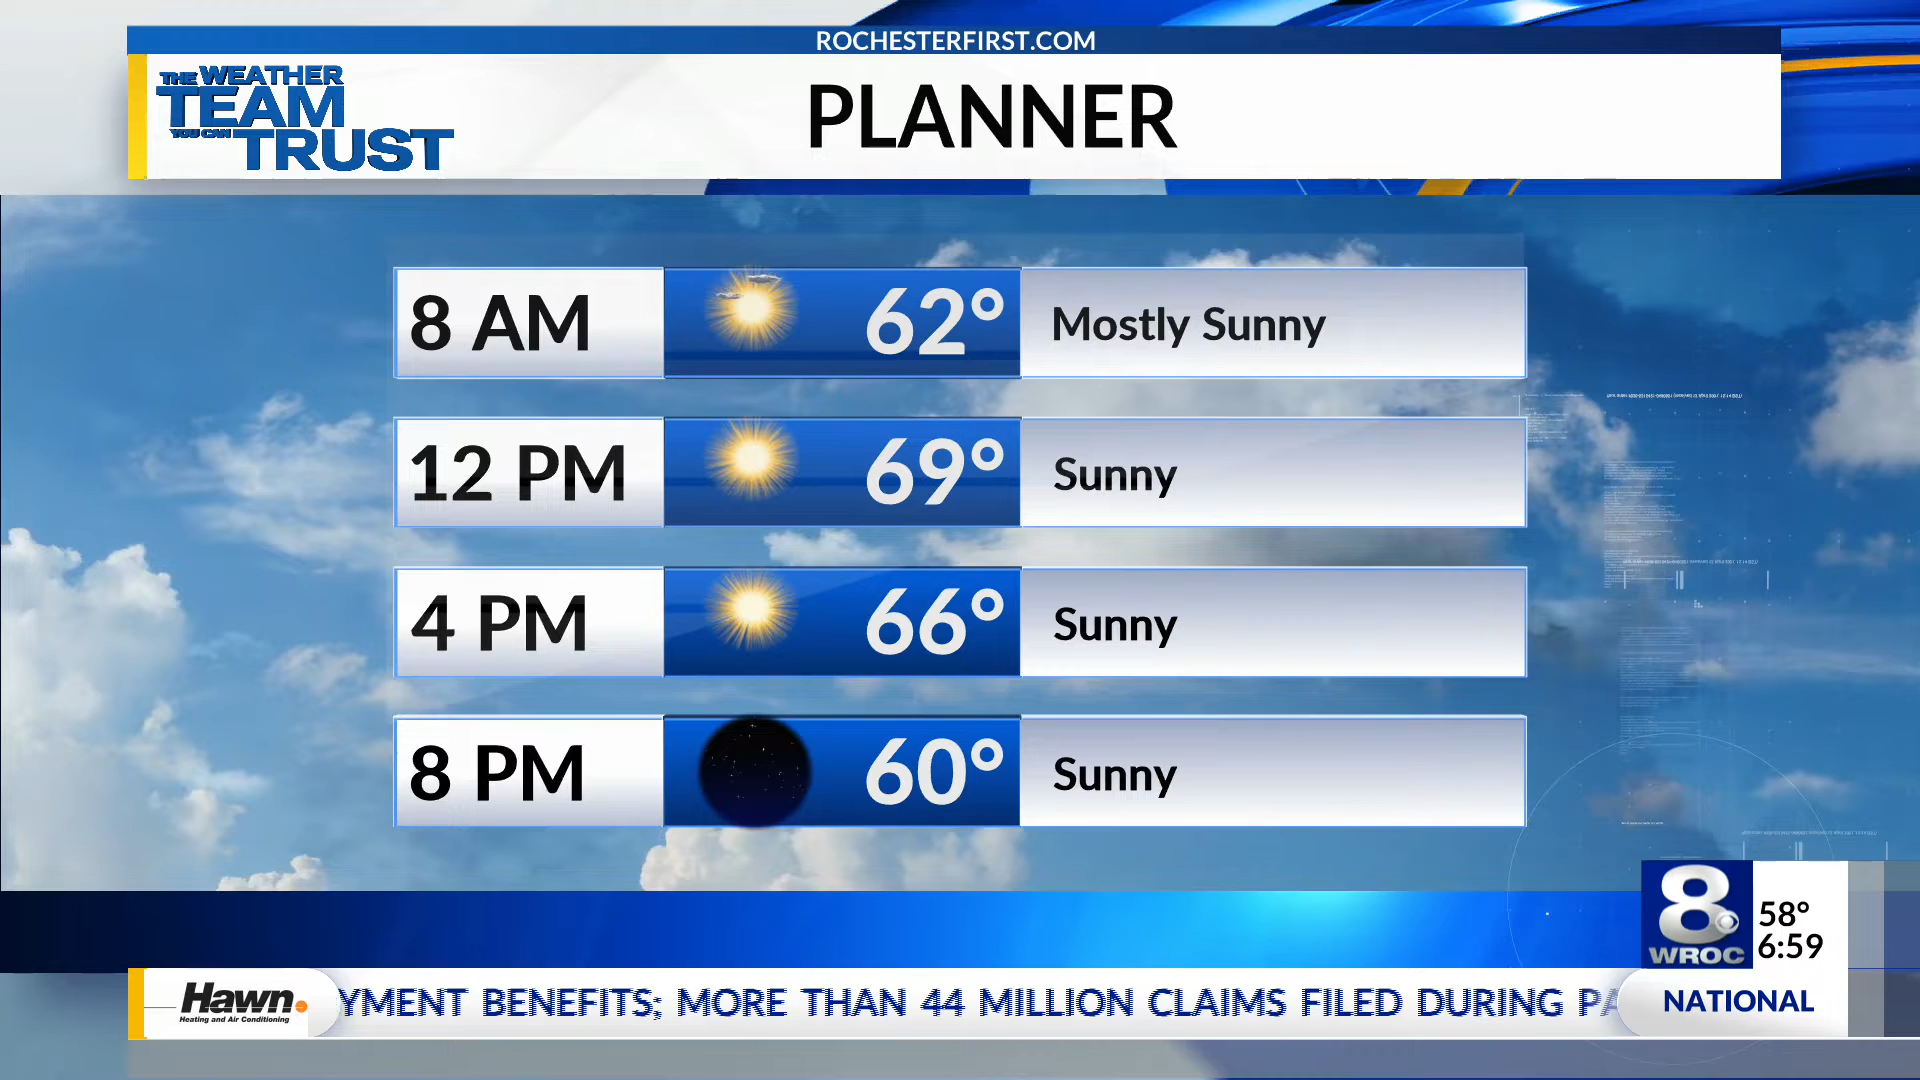 ROCHESTERFIRST.COM
THE WEATHER
TEAM
YOU CAN TRUST
PLANNER
8 AM 62° Mostly Sunny
12 PM 69° Sunny
4 PM 66° Sunny
8 PM 60° Sunny
8
WROC
58°
6:59
Hawn
Heating and Air Conditioning
YMENT BENEFITS; MORE THAN 44 MILLION CLAIMS FILED DURING PA
NATIONAL